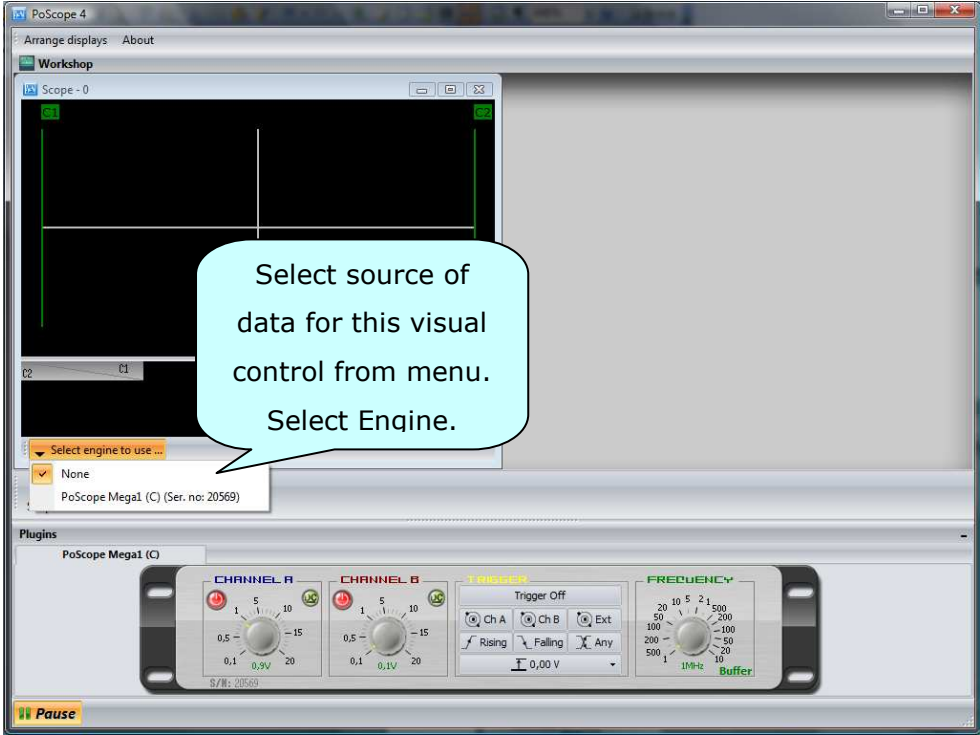 PoScope 4
Arrange displays About
Workshop
Scope - 0
C1 C2
Select source of
data for this visual
control from menu.
Select Engine.
C2 C1
Select engine to use ...
None
PoScope Mega1 (C) (Ser. no: 20569)
Plugins
PoScope Mega1 (C)
CHANNEL A CHANNEL B TRIGGER FREQUENCY
0,1 0,5 1 5 10 15 20
0,9V
0,1 0,5 1 5 10 15 20
0,1V
Trigger Off
Ch A Ch B Ext
Rising Falling Any
0,00 V
500 200 100 50 20 10 5 2 1
500 200 100 50 20 10 1
1MHz
Buffer
S/N: 20569
Pause